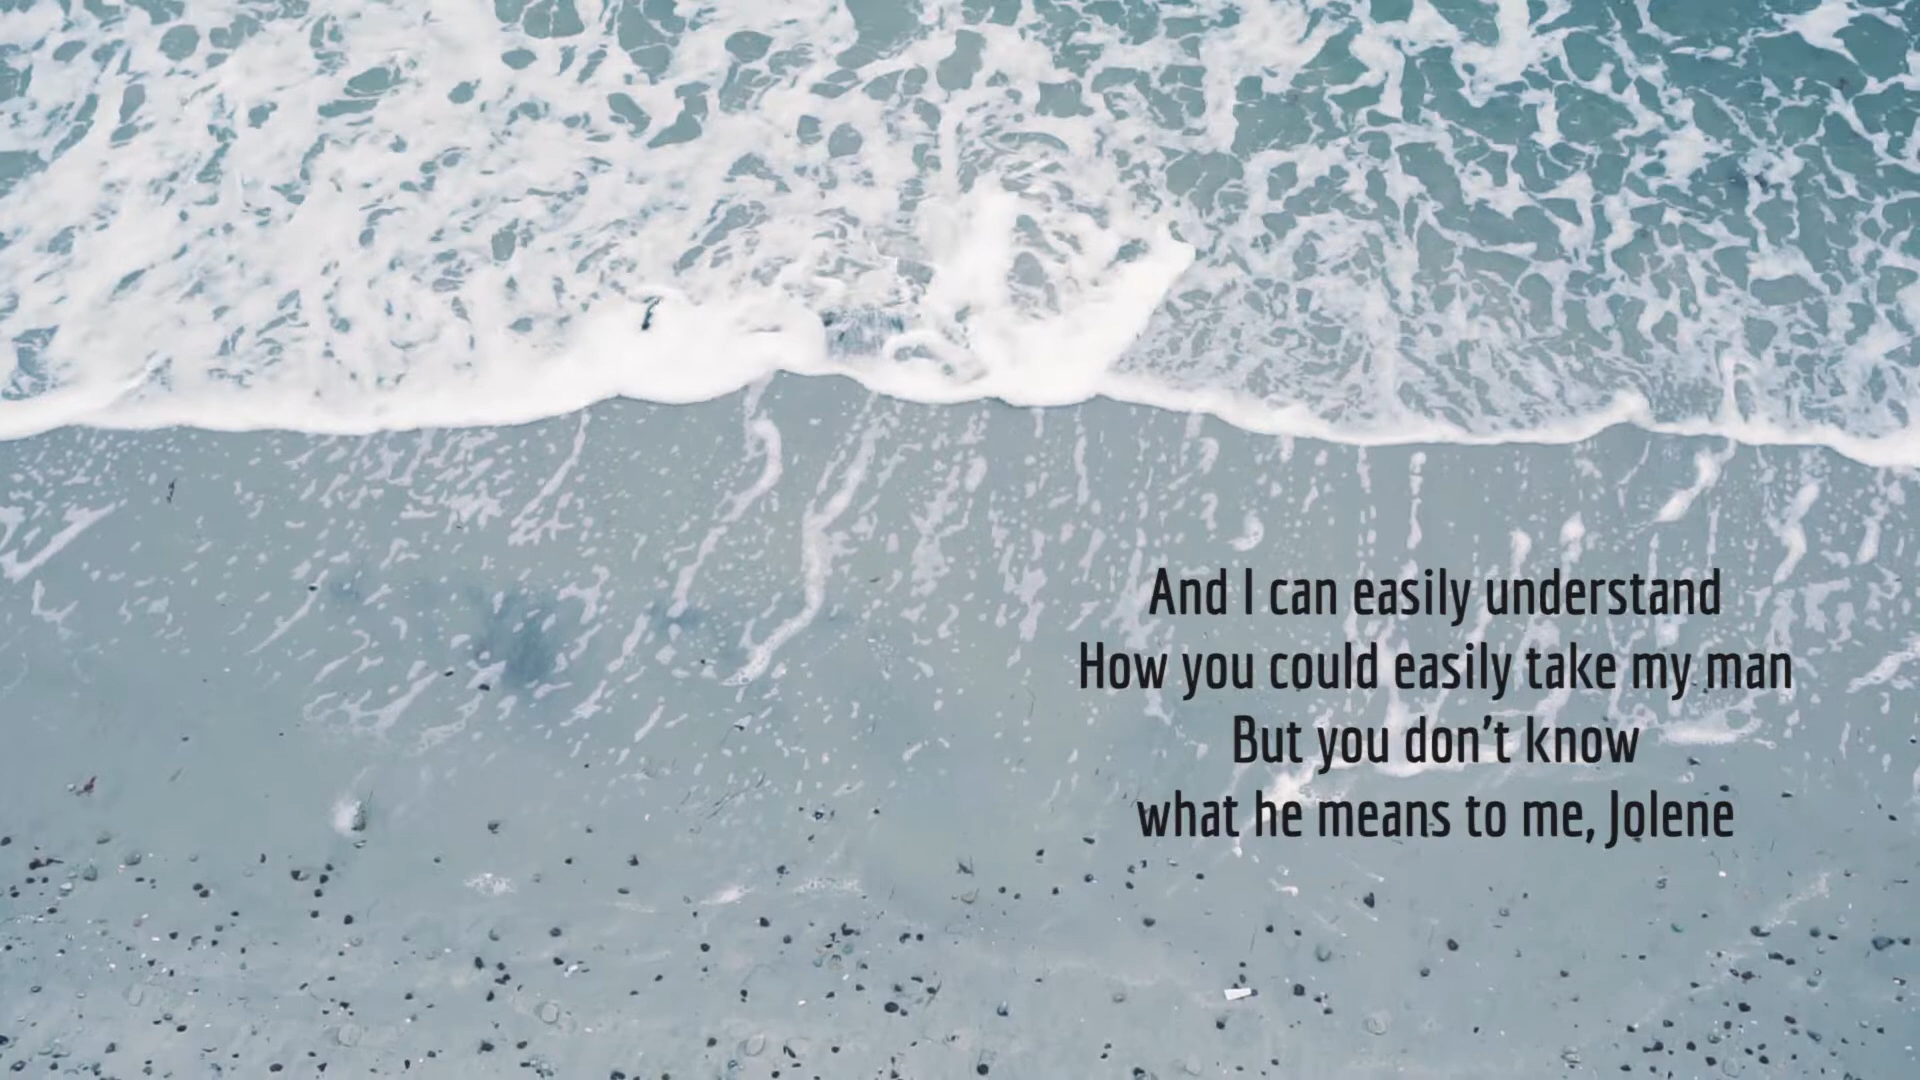 And I can easily understand
How you could easily take my man
But you don't know
what he means to me, Jolene